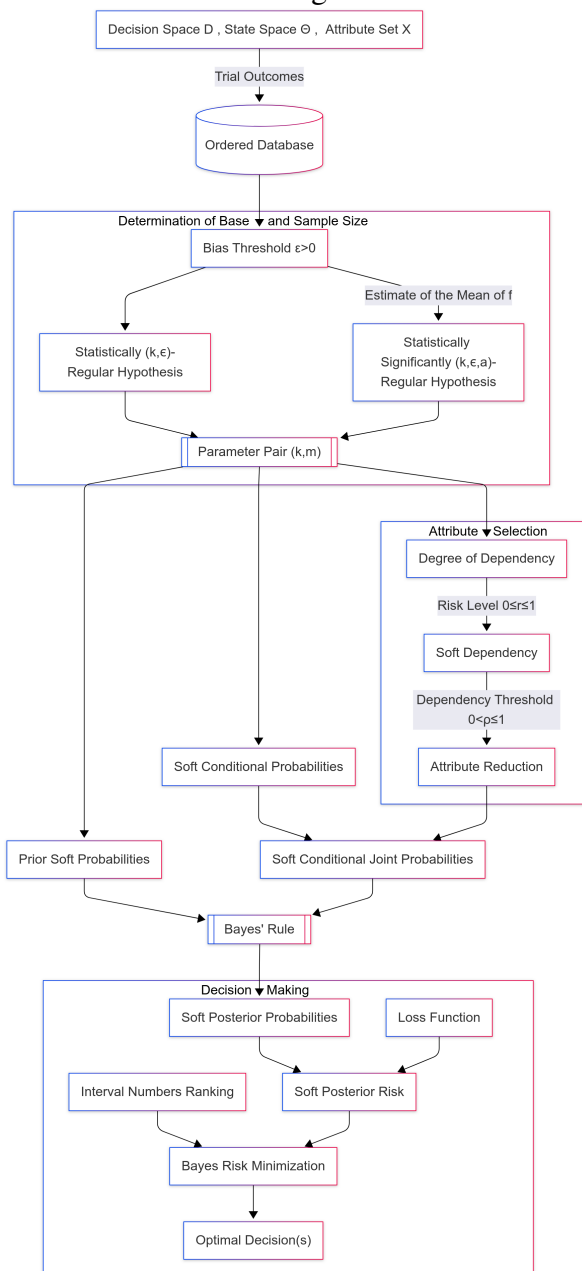 Decision Space D , State Space Θ ,  Attribute Set X
Trial Outcomes
Ordered Database
Determination of Base and Sample Size
Bias Threshold ε>0
Estimate of the Mean of f
Statistically (k,ϵ)-
Regular Hypothesis
Statistically
Significantly (k,ϵ,a)-
Regular Hypothesis
Parameter Pair (k,m)
Attribute Selection
Degree of Dependency
Risk Level 0≤r≤1
Soft Dependency
Dependency Threshold
0<ρ≤1
Soft Conditional Probabilities
Attribute Reduction
Prior Soft Probabilities
Soft Conditional Joint Probabilities
Bayes' Rule
Decision Making
Soft Posterior Probabilities
Loss Function
Interval Numbers Ranking
Soft Posterior Risk
Bayes Risk Minimization
Optimal Decision(s)